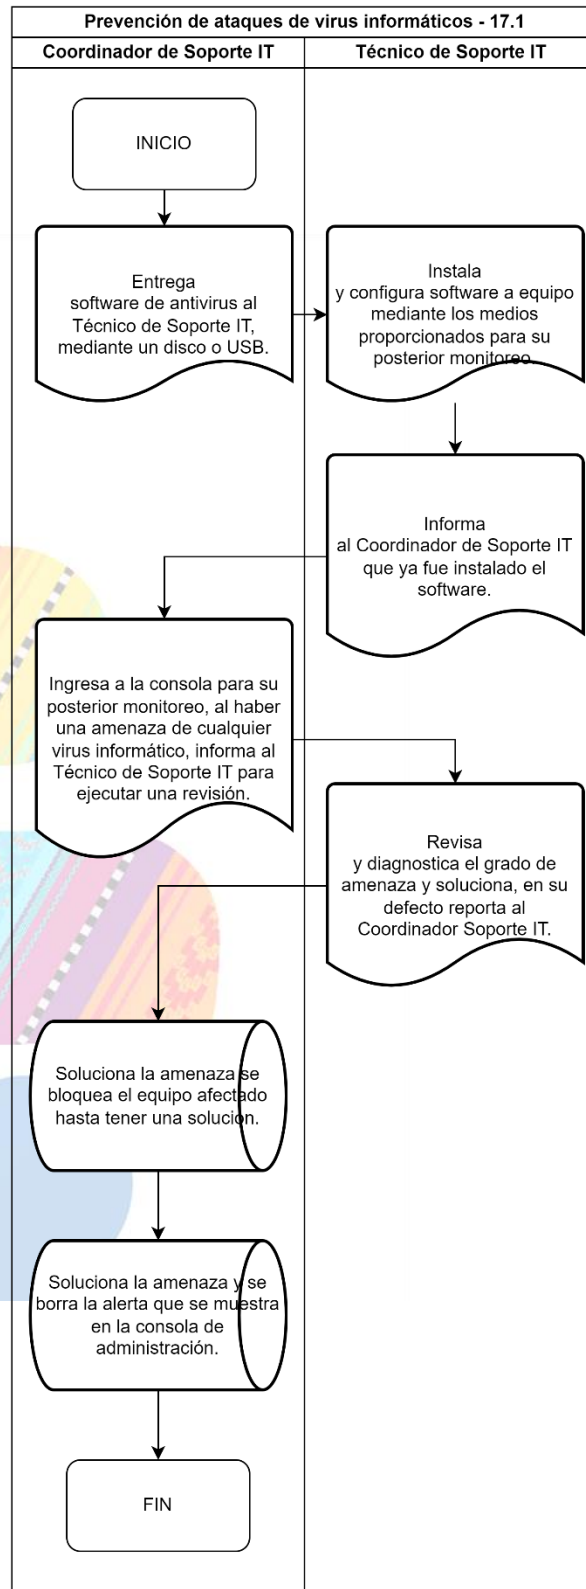 Prevención de ataques de virus informáticos - 17.1
Coordinador de Soporte IT
Técnico de Soporte IT
INICIO
Entrega
software de antivirus al
Técnico de Soporte IT,
mediante un disco o USB.
Instala
y configura software a equipo
mediante los medios
proporcionados para su
posterior monitoreo.
Informa
al Coordinador de Soporte IT
que ya fue instalado el
software.
Ingresa a la consola para su
posterior monitoreo, al haber
una amenaza de cualquier
virus informático, informa al
Técnico de Soporte IT para
ejecutar una revisión.
Revisa
y diagnostica el grado de
amenaza y soluciona, en su
defecto reporta al
Coordinador Soporte IT.
Soluciona la amenaza se
bloquea el equipo afectado
hasta tener una solución.
Soluciona la amenaza y se
borra la alerta que se muestra
en la consola de
administración.
FIN